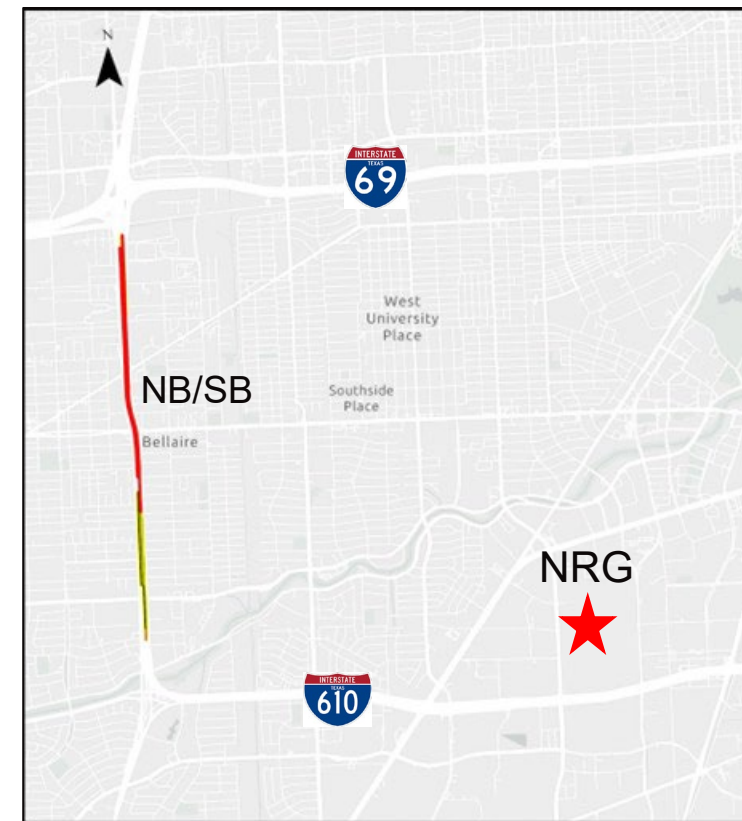 N
INTERSTATE
TEXAS
69
West
University
Place
NB/SB
Southside
Place
Bellaire
NRG
INTERSTATE
TEXAS
610